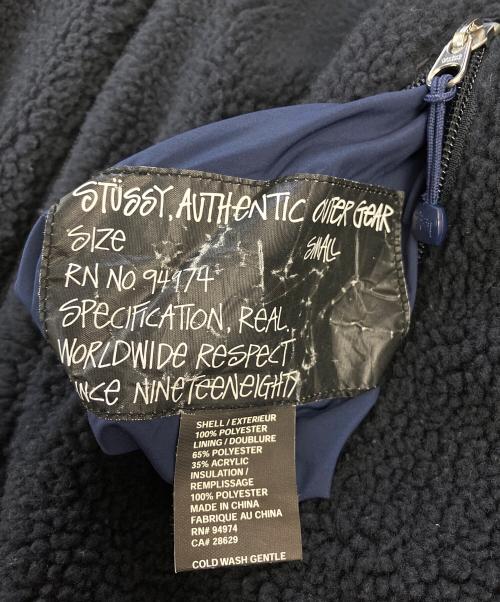 STÜSSY, AUTHENTIC OUTER GEAR
SIZE SMALL
RN NO. 94974
SPECIFICATION, REAL,
WORLDWIDE RESPECT
NINETEENEIGHTY
SHELL / EXTERIEUR
100% POLYESTER
LINING / DOUBLURE
65% POLYESTER
35% ACRYLIC
INSULATION /
REMPLISSAGE
100% POLYESTER
MADE IN CHINA
FABRIQUE AU CHINA
RN# 94974
CA# 28629
COLD WASH GENTLE